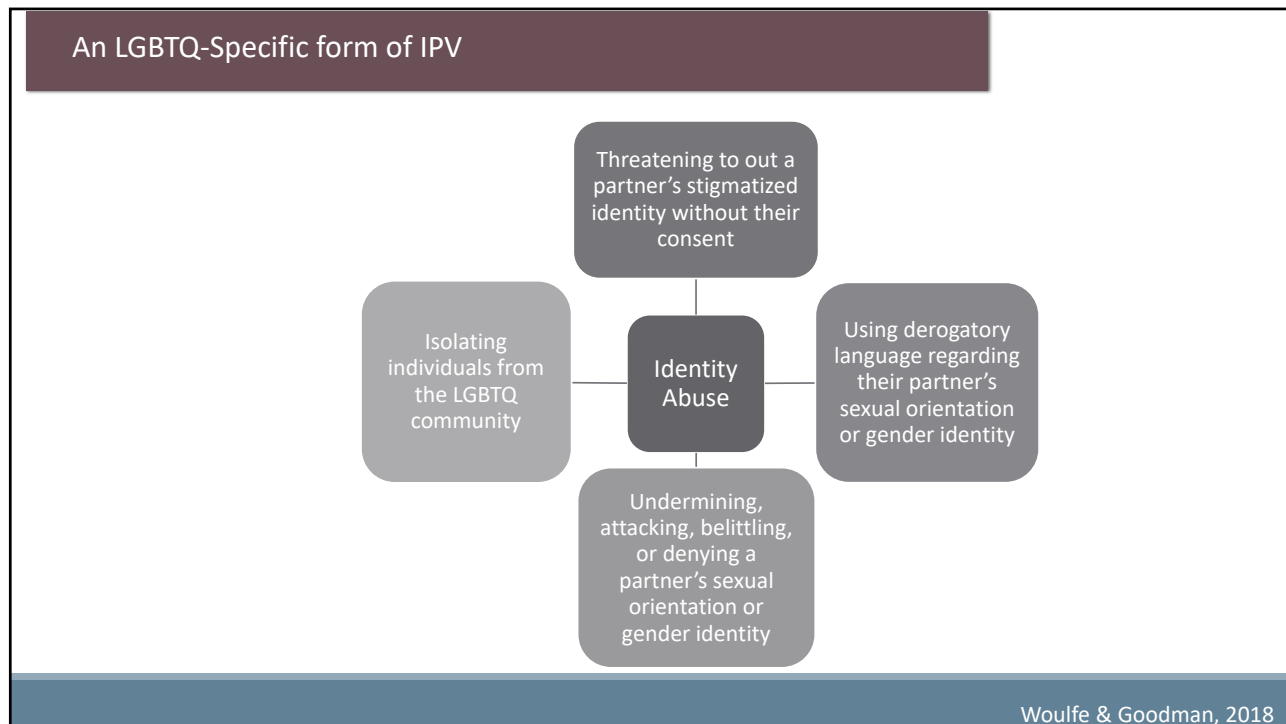 An LGBTQ-Specific form of IPV
Threatening to out a
partner’s stigmatized
identity without their
consent
Isolating
individuals from
the LGBTQ
community
Identity
Abuse
Using derogatory
language regarding
their partner’s
sexual orientation
or gender identity
Undermining,
attacking, belittling,
or denying a
partner’s sexual
orientation or
gender identity
Woulfe & Goodman, 2018